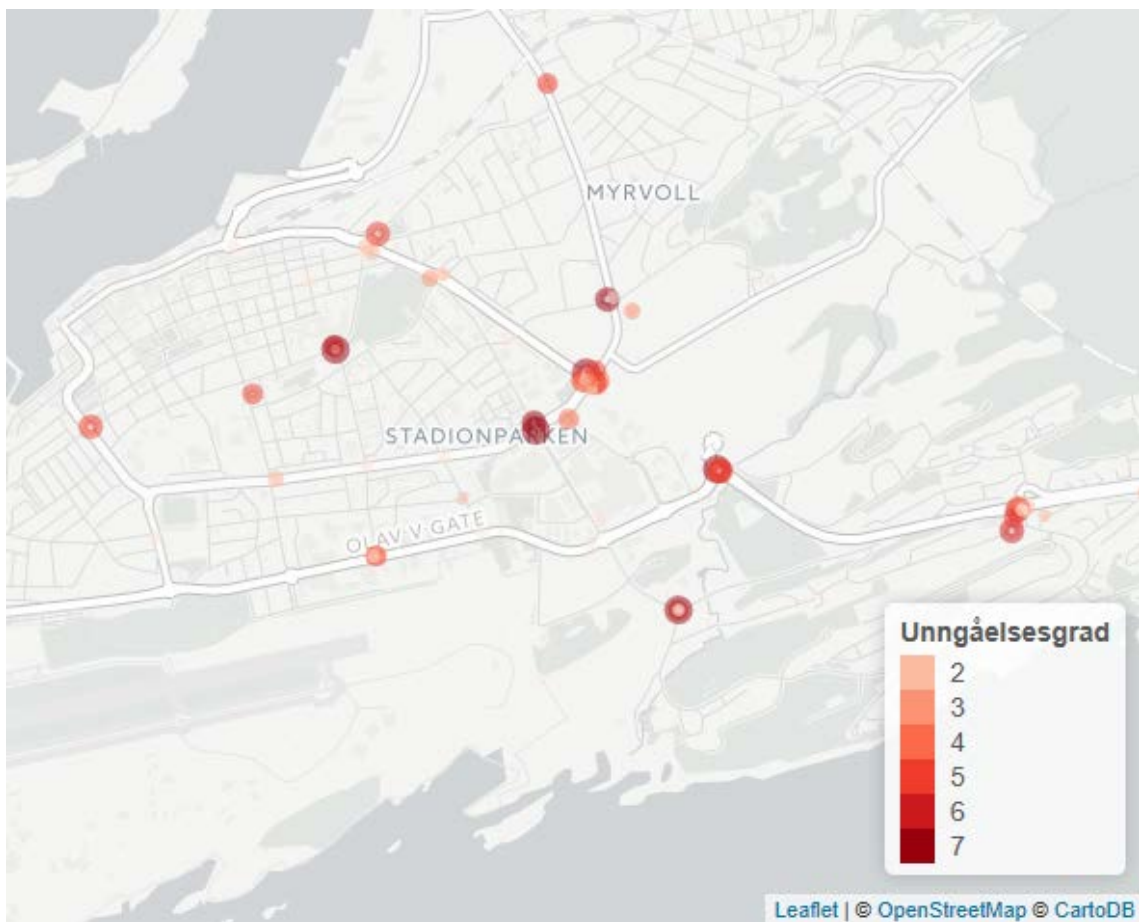 MYRVOLL
STADIONPARKEN
OLAV V GATE
Unngåelsesgrad
2
3
4
5
6
7
Leaflet | © OpenStreetMap © CartoDB